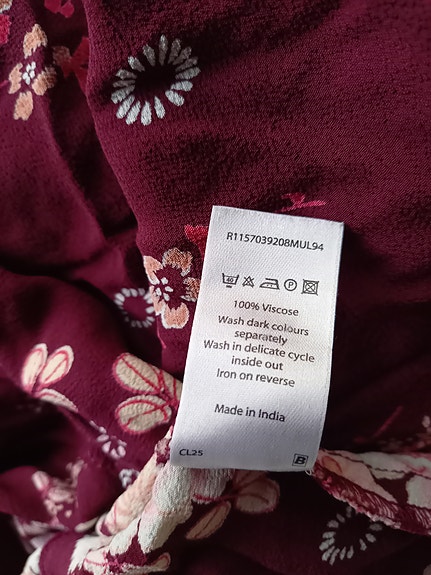 R1157039208MUL94
40 P
100% Viscose
Wash dark colours
separately
Wash in delicate cycle
inside out
Iron on reverse
Made in India
CL25 B